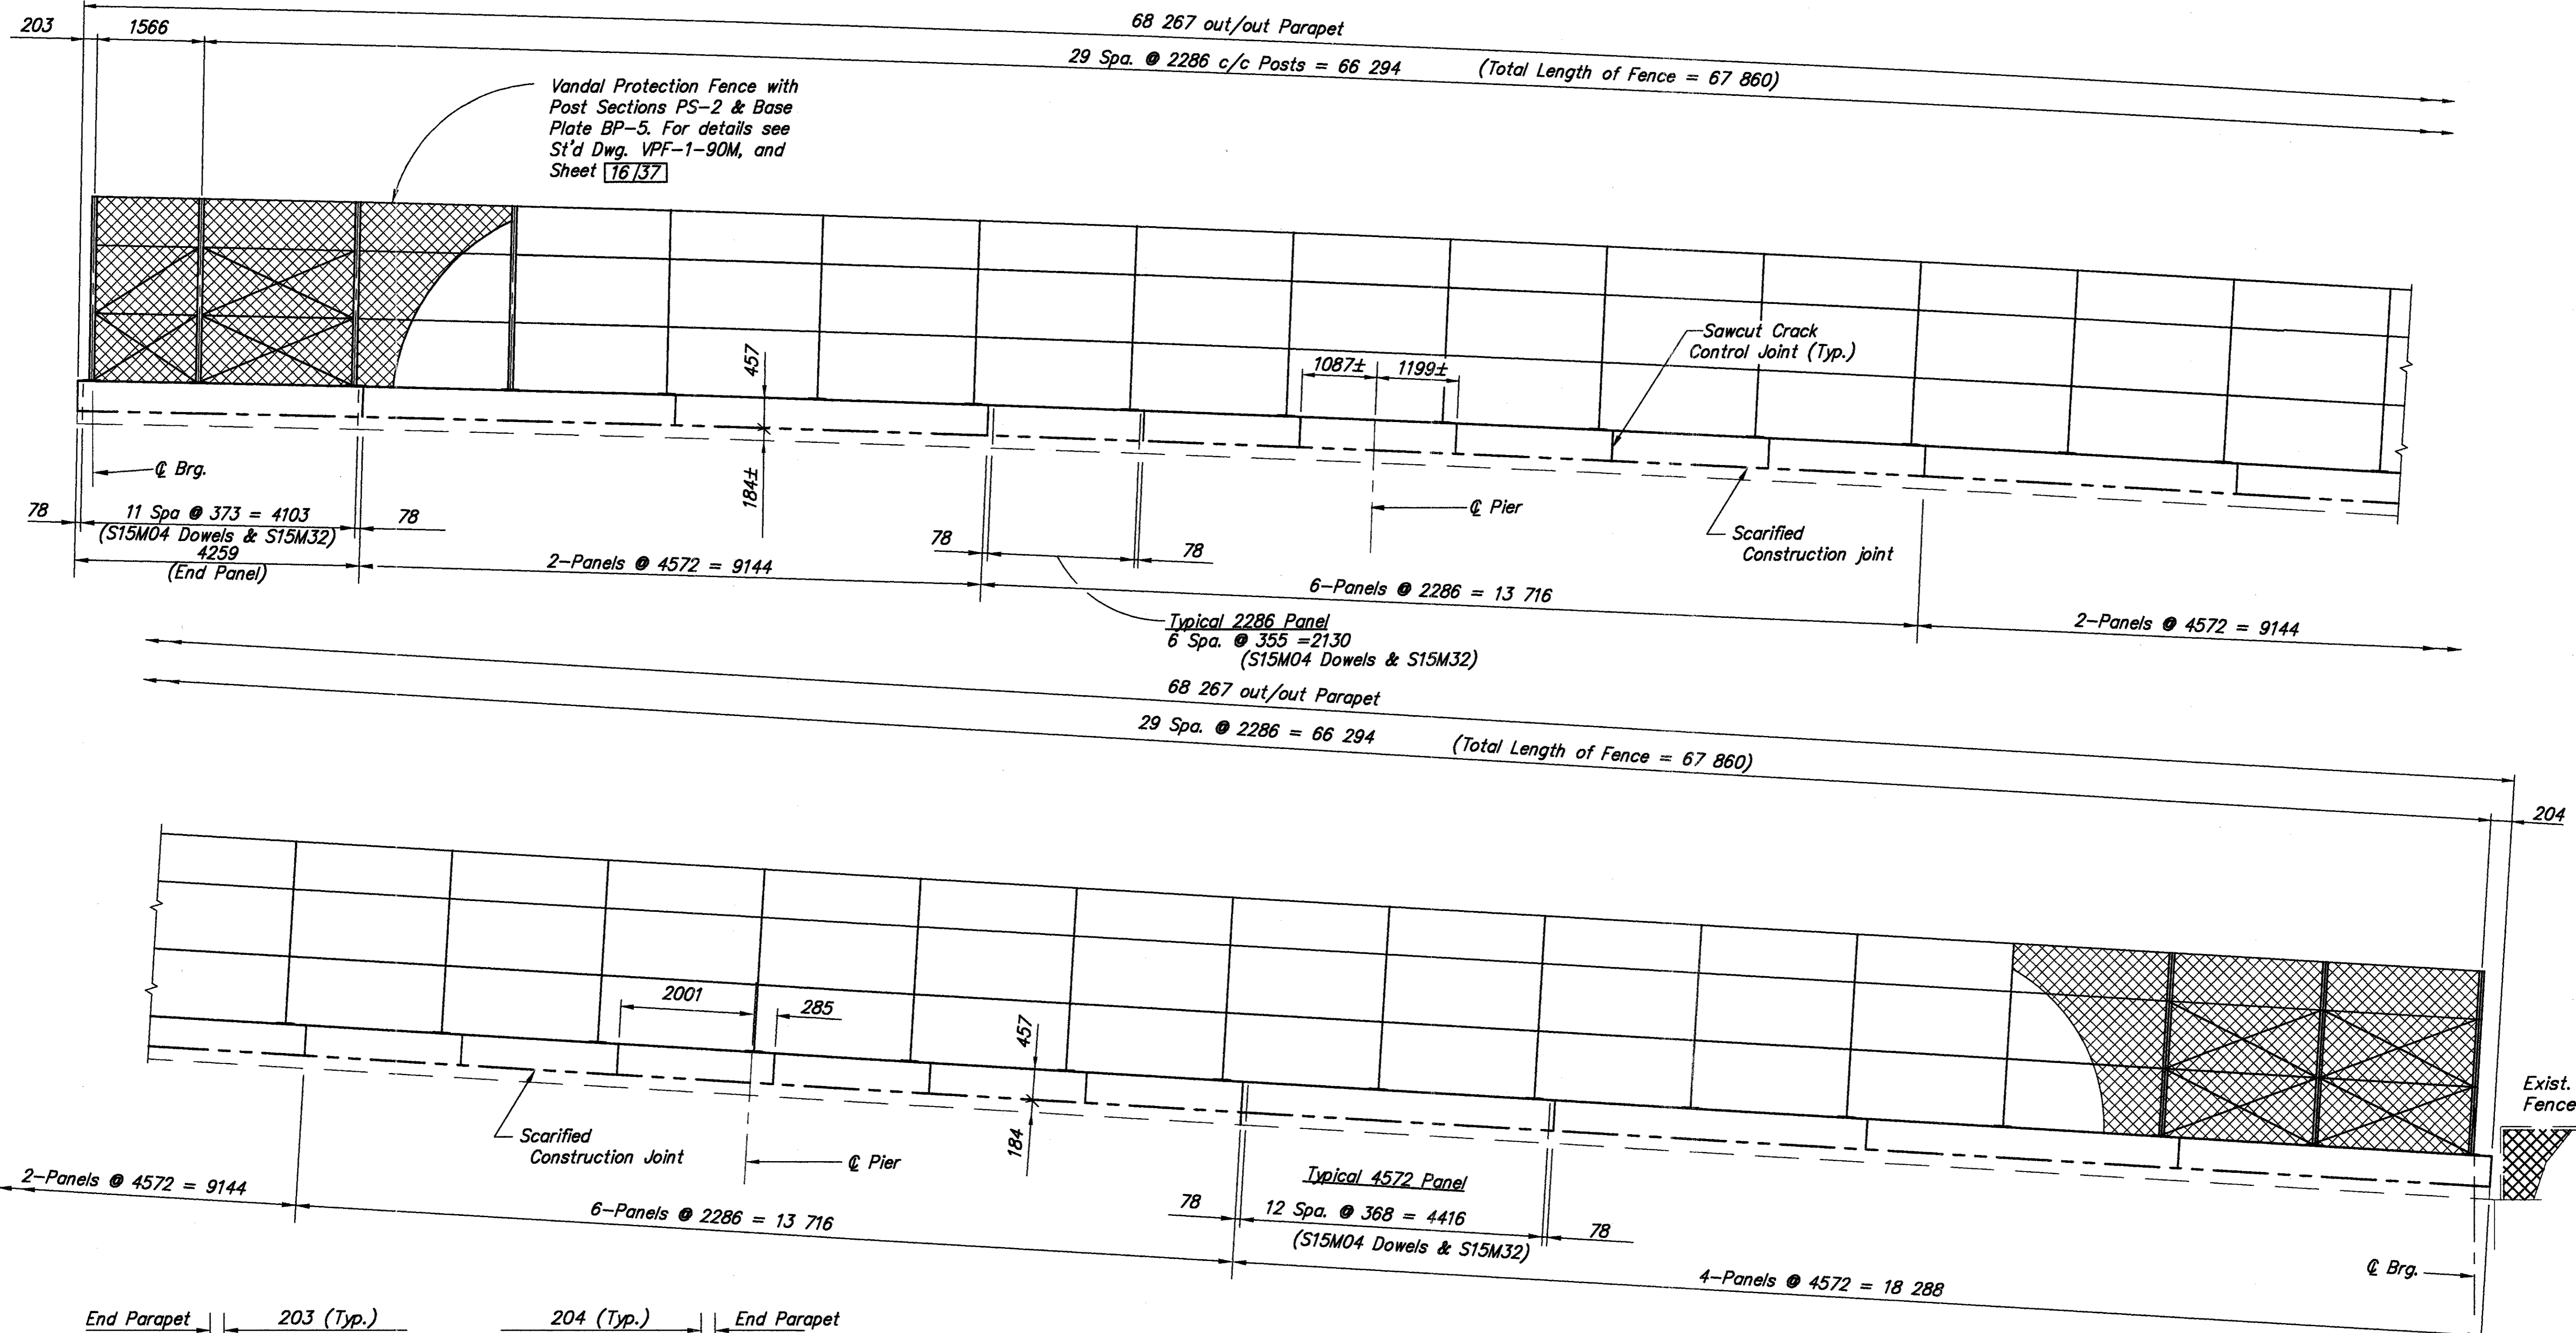 68 267 out/out Parapet
203
1566
29 Spa. @ 2286 c/c Posts = 66 294 (Total Length of Fence = 67 860)
Vandal Protection Fence with
Post Sections PS-2 & Base
Plate BP-5. For details see
St'd Dwg. VPF-1-90M, and
Sheet 16/37
Sawcut Crack
Control Joint (Typ.)
457
1087±
1199±
184±
℄ Brg.
℄ Pier
Scarified
Construction joint
78
11 Spa @ 373 = 4103
78
(S15M04 Dowels & S15M32)
4259
(End Panel)
2-Panels @ 4572 = 9144
78
78
6-Panels @ 2286 = 13 716
2-Panels @ 4572 = 9144
Typical 2286 Panel
6 Spa. @ 355 =2130
(S15M04 Dowels & S15M32)
68 267 out/out Parapet
29 Spa. @ 2286 = 66 294 (Total Length of Fence = 67 860)
204
2001
285
457
184
Exist.
Fence
Scarified
Construction Joint
℄ Pier
2-Panels @ 4572 = 9144
6-Panels @ 2286 = 13 716
Typical 4572 Panel
78
12 Spa. @ 368 = 4416
78
(S15M04 Dowels & S15M32)
4-Panels @ 4572 = 18 288
℄ Brg.
End Parapet
203 (Typ.)
204 (Typ.)
End Parapet